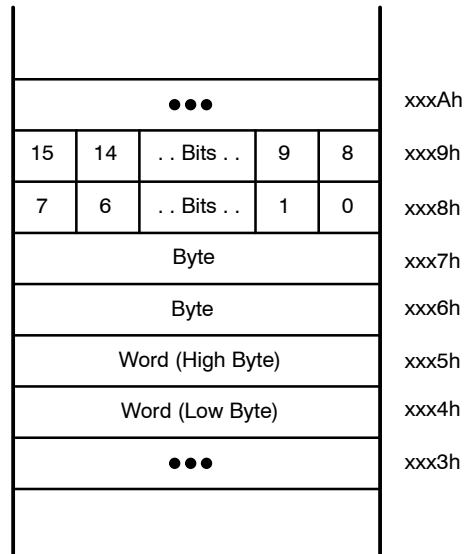 ●●● xxxAh
15 14 . . Bits . . 9 8 xxx9h
7 6 . . Bits . . 1 0 xxx8h
Byte xxx7h
Byte xxx6h
Word (High Byte) xxx5h
Word (Low Byte) xxx4h
●●● xxx3h